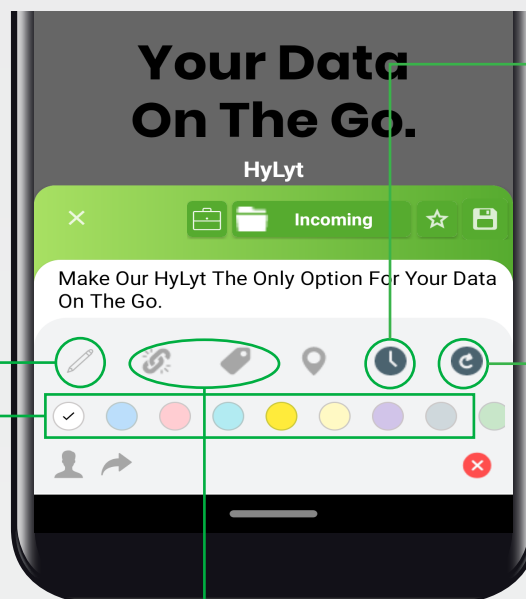 Your Data
On The Go.
HyLyt
Incoming
Make Our HyLyt The Only Option For Your Data
On The Go.